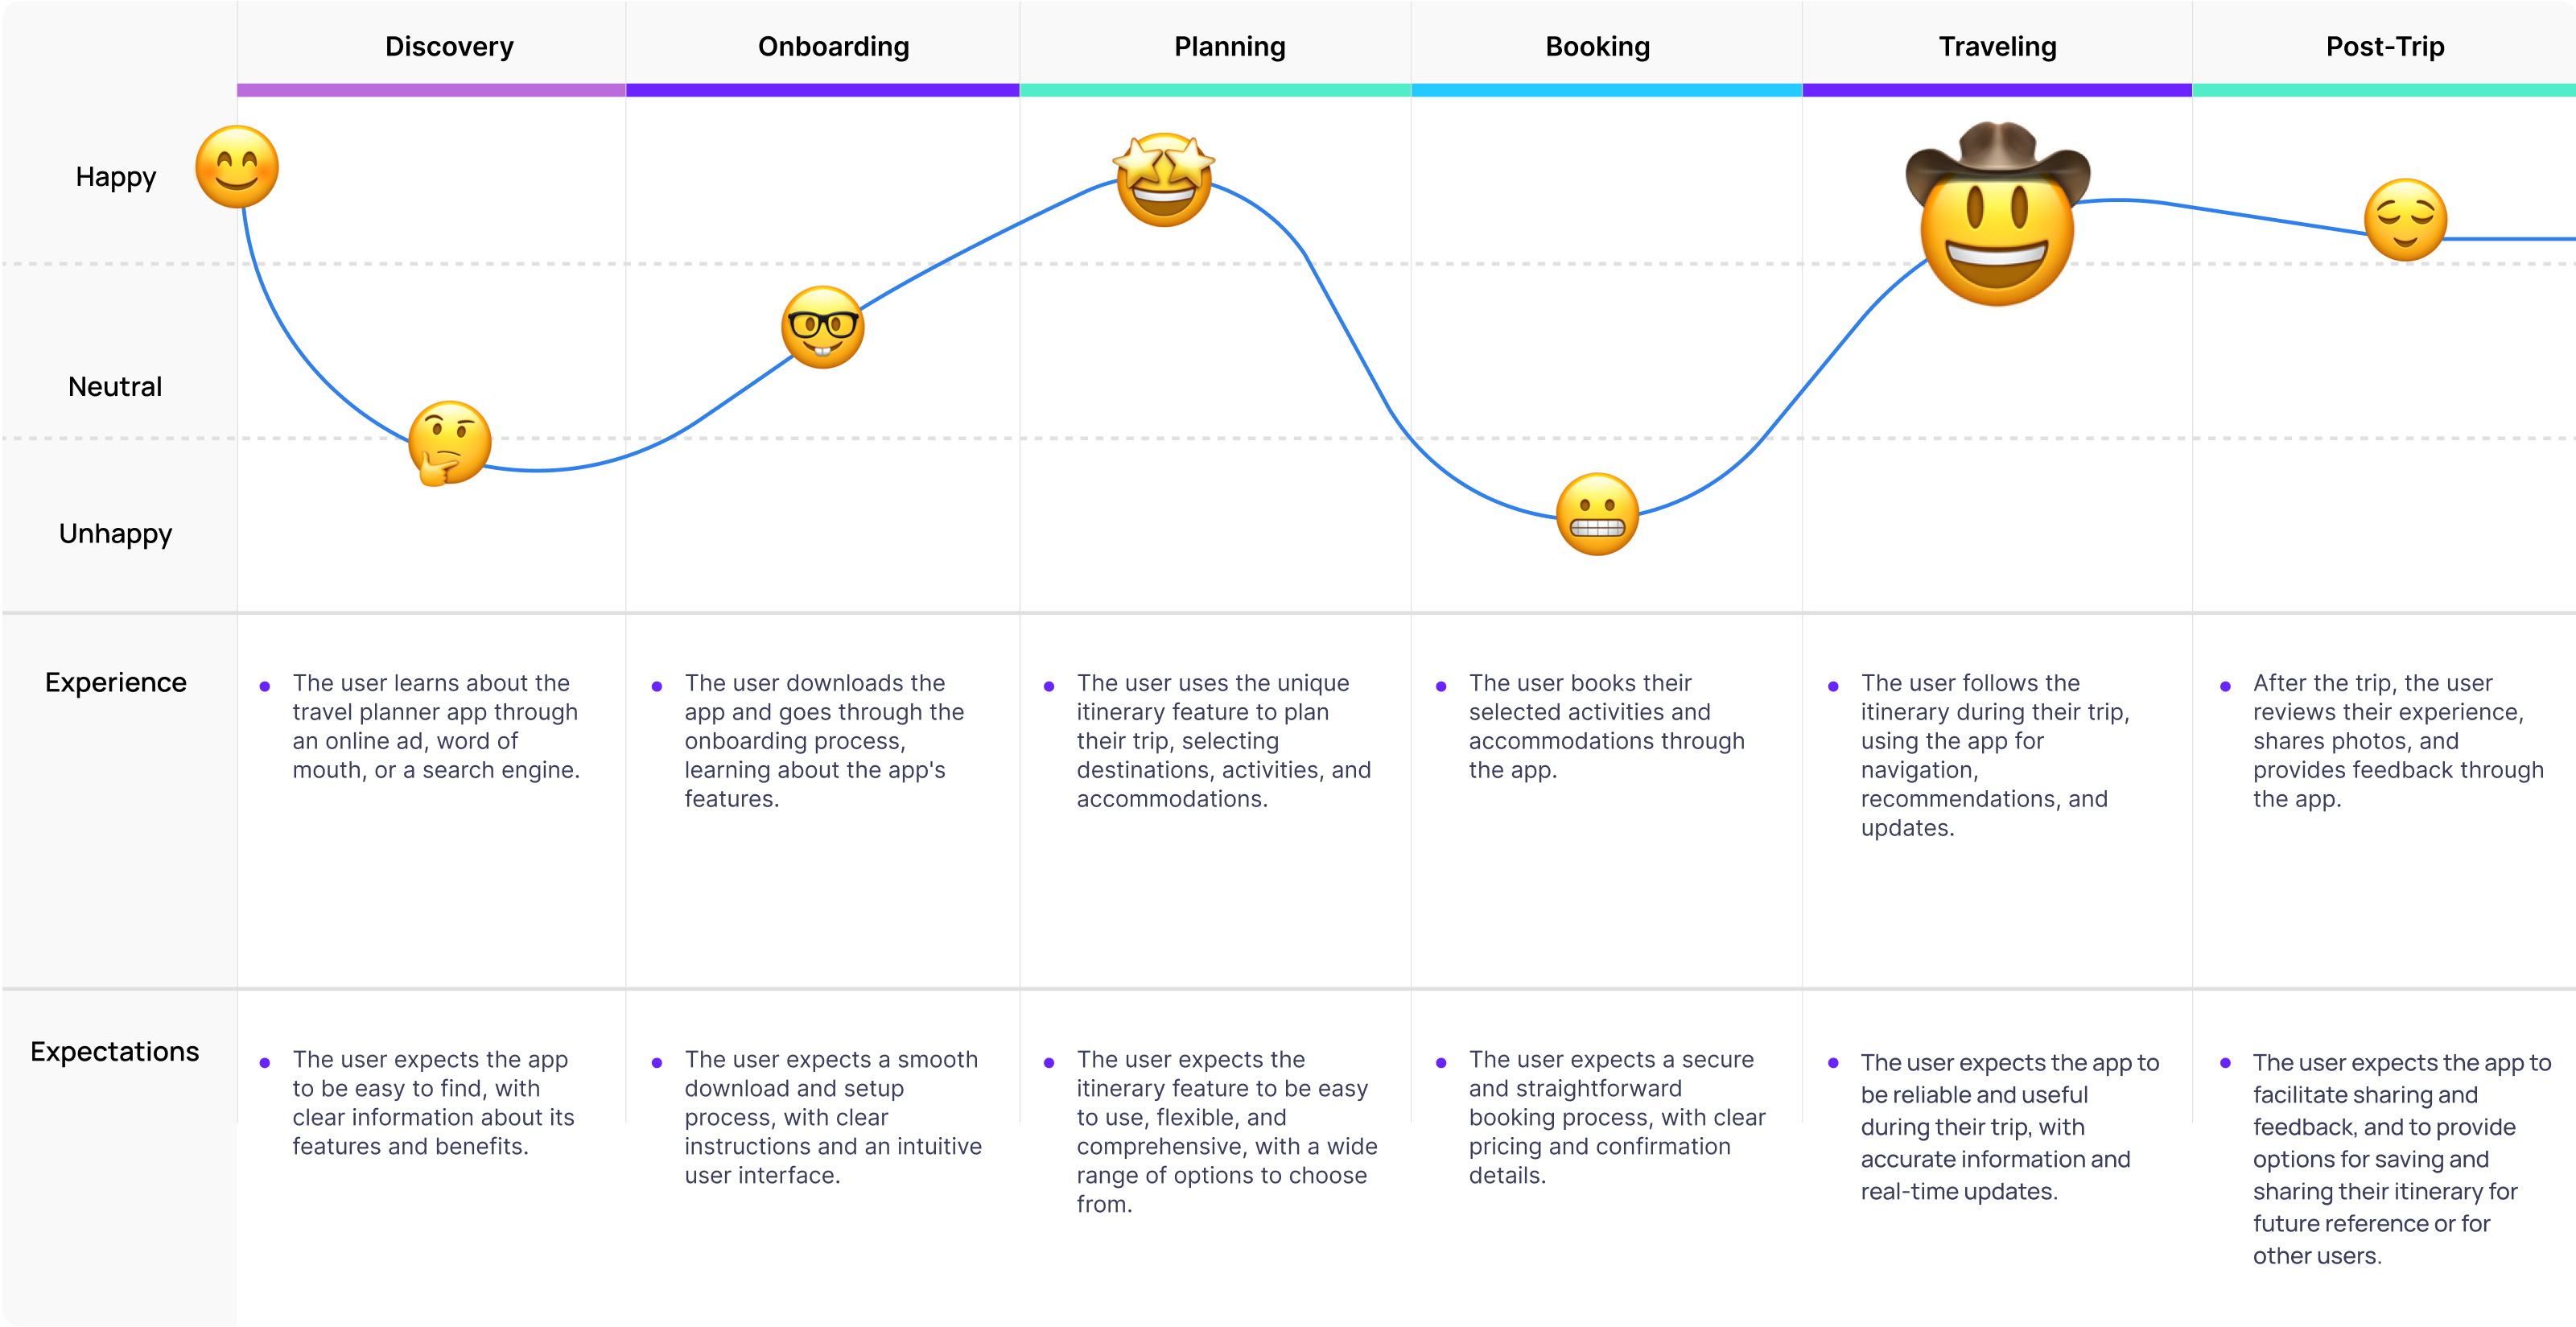 Discovery
Onboarding
Planning
Booking
Traveling
Post-Trip
Happy
Neutral
Unhappy
Experience
The user learns about the
travel planner app through
an online ad, word of
mouth, or a search engine.
The user downloads the
app and goes through the
onboarding process,
learning about the app's
features.
The user uses the unique
itinerary feature to plan
their trip, selecting
destinations, activities, and
accommodations.
The user books their
selected activities and
accommodations through
the app.
The user follows the
itinerary during their trip,
using the app for
navigation,
recommendations, and
updates.
After the trip, the user
reviews their experience,
shares photos, and
provides feedback through
the app.
Expectations
The user expects the app
to be easy to find, with
clear information about its
features and benefits.
The user expects a smooth
download and setup
process, with clear
instructions and an intuitive
user interface.
The user expects the
itinerary feature to be easy
to use, flexible, and
comprehensive, with a wide
range of options to choose
from.
The user expects a secure
and straightforward
booking process, with clear
pricing and confirmation
details.
The user expects the app to
be reliable and useful
during their trip, with
accurate information and
real-time updates.
The user expects the app to
facilitate sharing and
feedback, and to provide
options for saving and
sharing their itinerary for
future reference or for
other users.